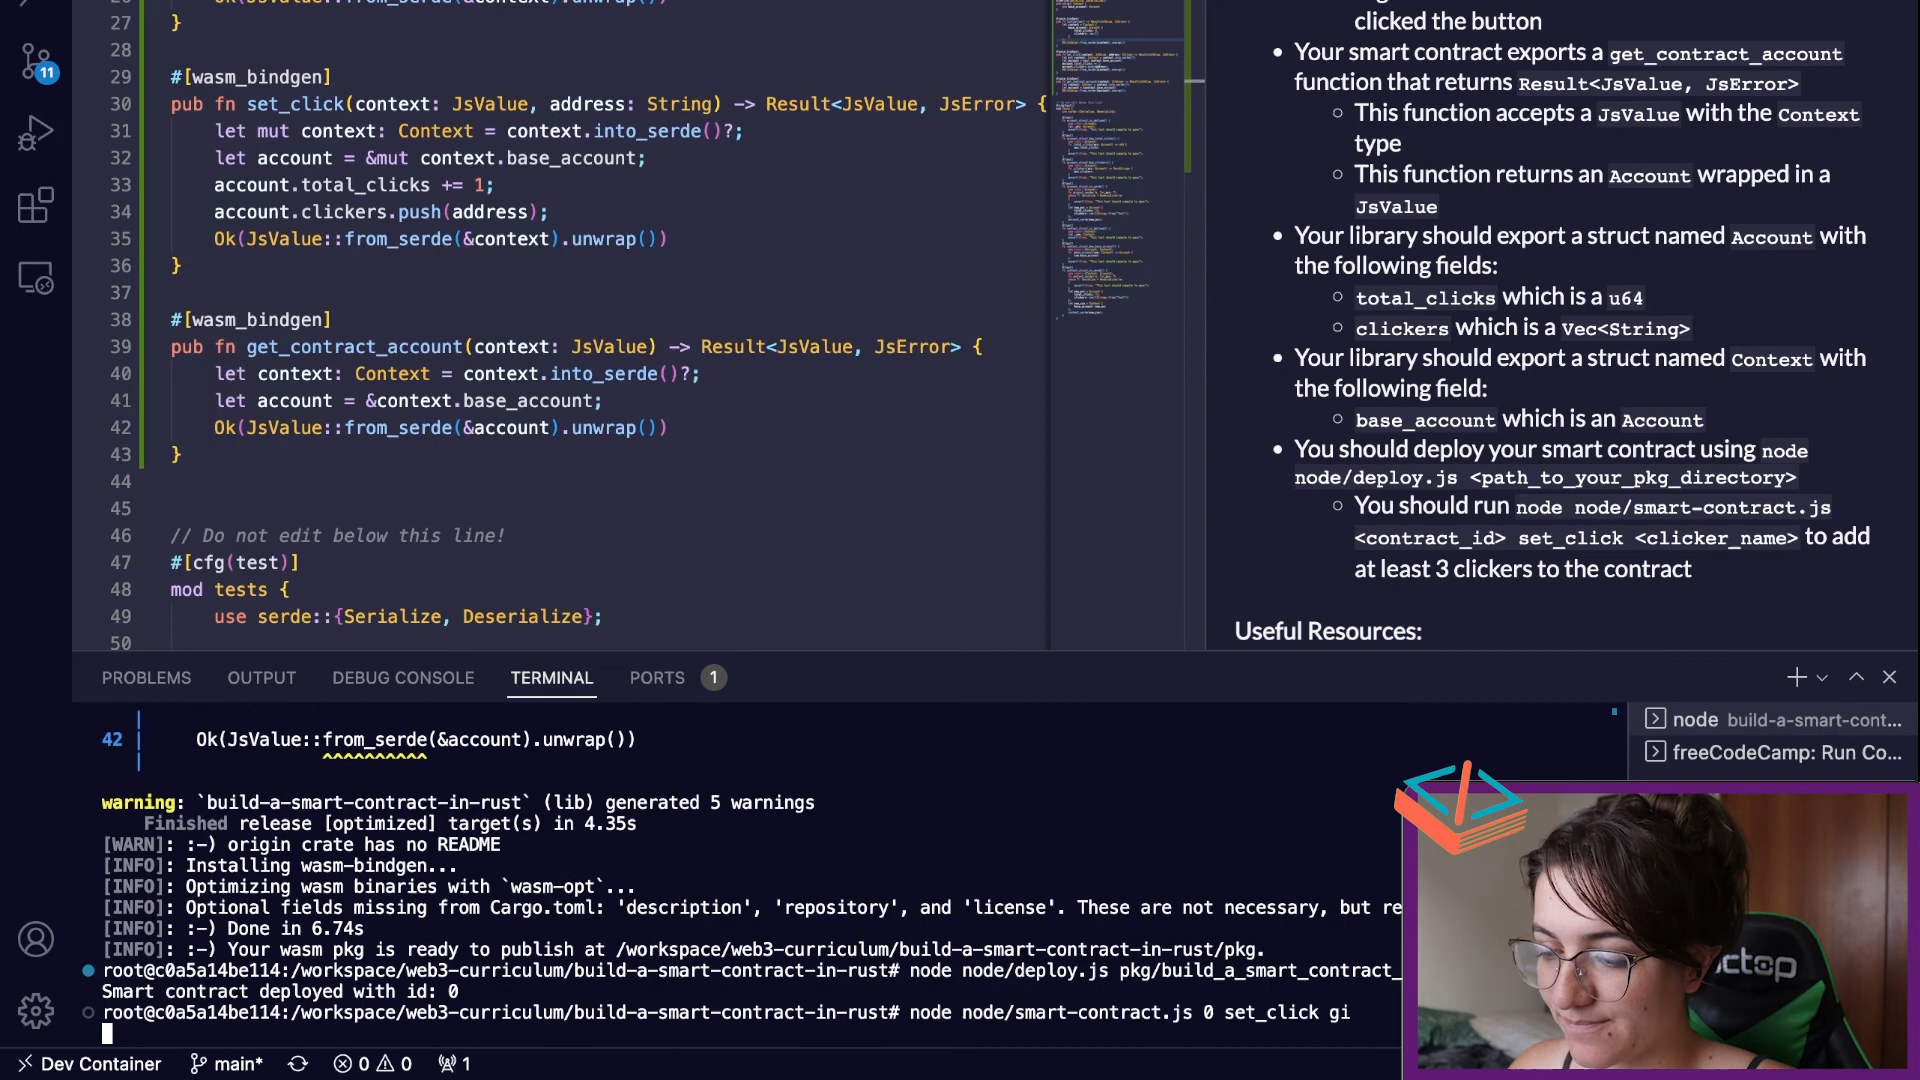 27 }
28
29 #[wasm_bindgen]
30 pub fn set_click(context: JsValue, address: String) -> Result<JsValue, JsError> {
31 let mut context: Context = context.into_serde()?;
32 let account = &mut context.base_account;
33 account.total_clicks += 1;
34 account.clickers.push(address);
35 Ok(JsValue::from_serde(&context).unwrap())
36 }
37
38 #[wasm_bindgen]
39 pub fn get_contract_account(context: JsValue) -> Result<JsValue, JsError> {
40 let context: Context = context.into_serde()?;
41 let account = &context.base_account;
42 Ok(JsValue::from_serde(&account).unwrap())
43 }
44
45
46 // Do not edit below this line!
47 #[cfg(test)]
48 mod tests {
49 use serde::{Serialize, Deserialize};
50
clicked the button
• Your smart contract exports a get_contract_account
function that returns Result<JsValue, JsError>
○ This function accepts a JsValue with the Context
type
○ This function returns an Account wrapped in a
JsValue
• Your library should export a struct named Account with
the following fields:
○ total_clicks which is a u64
○ clickers which is a Vec<String>
• Your library should export a struct named Context with
the following field:
○ base_account which is an Account
• You should deploy your smart contract using node
node/deploy.js <path_to_your_pkg_directory>
○ You should run node node/smart-contract.js
<contract_id> set_click <clicker_name> to add
at least 3 clickers to the contract
Useful Resources:
11
PROBLEMS OUTPUT DEBUG CONSOLE TERMINAL PORTS 1
42 | Ok(JsValue::from_serde(&account).unwrap())
| ^^^^^^^^^^
warning: `build-a-smart-contract-in-rust` (lib) generated 5 warnings
Finished release [optimized] target(s) in 4.35s
[WARN]: :-) origin crate has no README
[INFO]: Installing wasm-bindgen...
[INFO]: Optimizing wasm binaries with `wasm-opt`...
[INFO]: Optional fields missing from Cargo.toml: 'description', 'repository', and 'license'. These are not necessary, but re
[INFO]: :-) Done in 6.74s
[INFO]: :-) Your wasm pkg is ready to publish at /workspace/web3-curriculum/build-a-smart-contract-in-rust/pkg.
root@c0a5a14be114:/workspace/web3-curriculum/build-a-smart-contract-in-rust# node node/deploy.js pkg/build_a_smart_contract_
Smart contract deployed with id: 0
root@c0a5a14be114:/workspace/web3-curriculum/build-a-smart-contract-in-rust# node node/smart-contract.js 0 set_click gi
node build-a-smart-cont...
freeCodeCamp: Run Co...
Dev Container main* 0 0 1